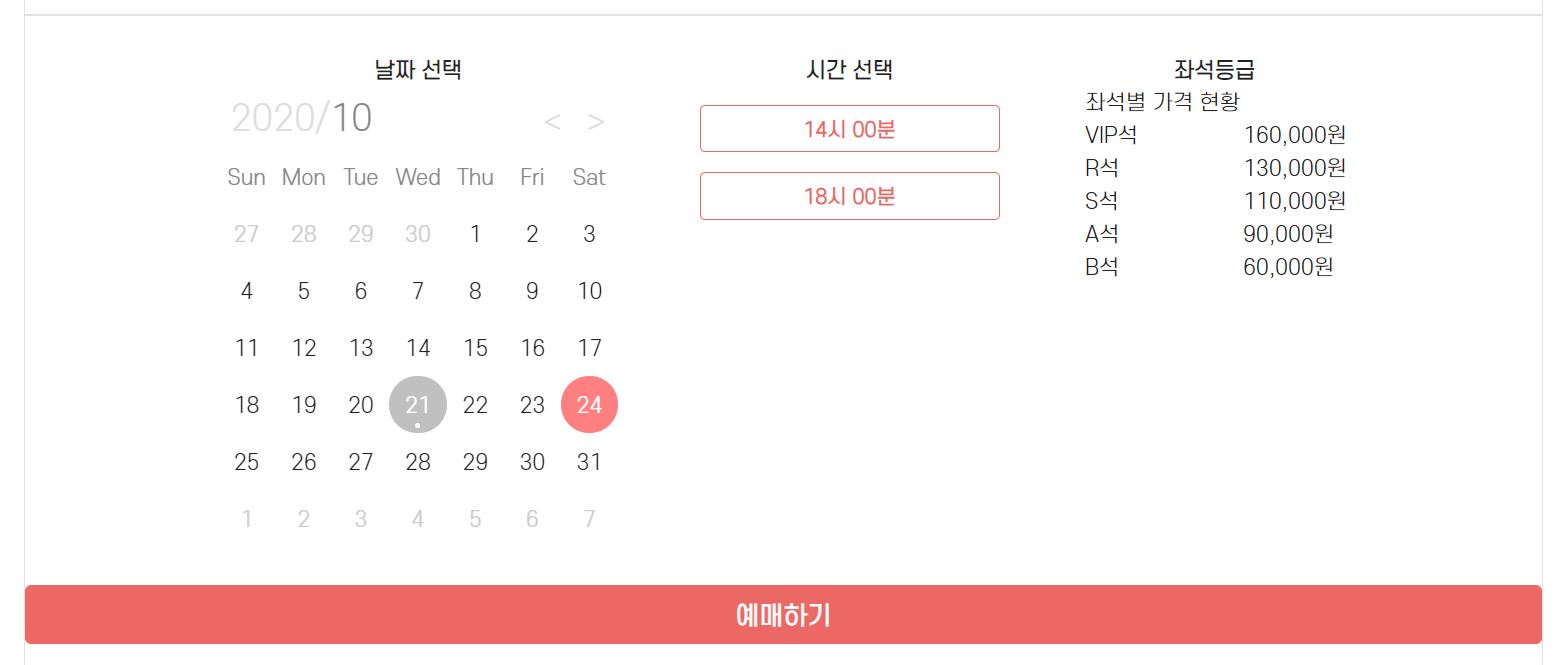 날짜 선택
2020/10 < >
Sun Mon Tue Wed Thu Fri Sat
27 28 29 30 1 2 3
4 5 6 7 8 9 10
11 12 13 14 15 16 17
18 19 20 21 22 23 24
25 26 27 28 29 30 31
1 2 3 4 5 6 7
시간 선택
14시 00분
18시 00분
좌석등급
좌석별 가격 현황
VIP석 160,000원
R석 130,000원
S석 110,000원
A석 90,000원
B석 60,000원
예매하기